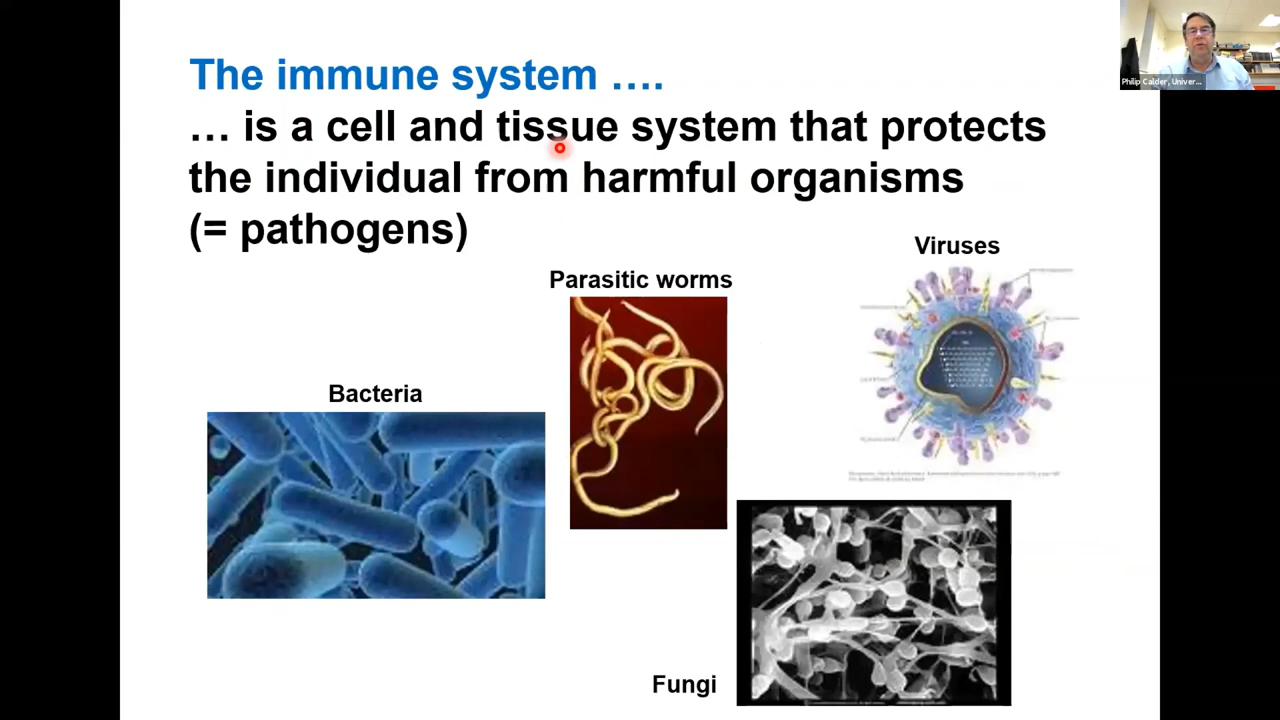 The immune system ....
... is a cell and tissue system that protects
the individual from harmful organisms
(= pathogens)
Viruses
Parasitic worms
Bacteria
Fungi
Philip Calder, Univer...